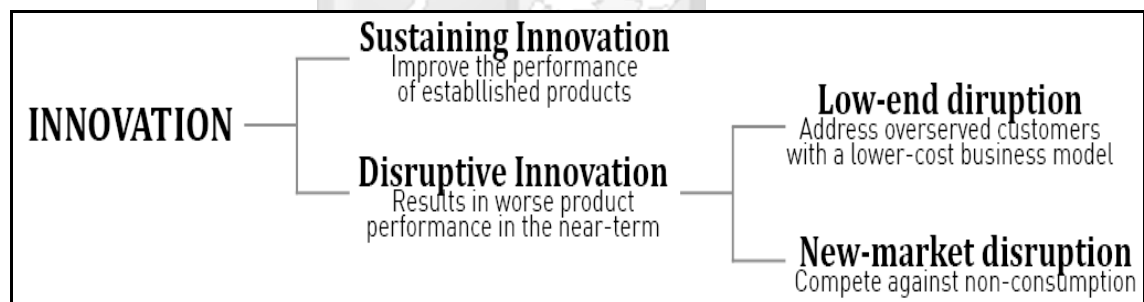 Sustaining Innovation
Improve the performance
of establlished products
INNOVATION
Disruptive Innovation
Results in worse product
performance in the near-term
Low-end diruption
Address overserved customers
with a lower-cost business model
New-market disruption
Compete against non-consumption